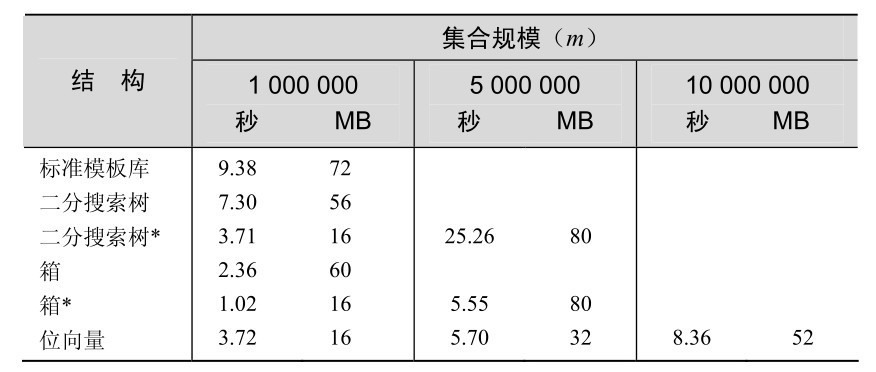 结 构 集合规模（m）
1 000 000 5 000 000 10 000 000
秒 MB 秒 MB 秒 MB
标准模板库 9.38 72
二分搜索树 7.30 56
二分搜索树* 3.71 16 25.26 80
箱 2.36 60
箱* 1.02 16 5.55 80
位向量 3.72 16 5.70 32 8.36 52